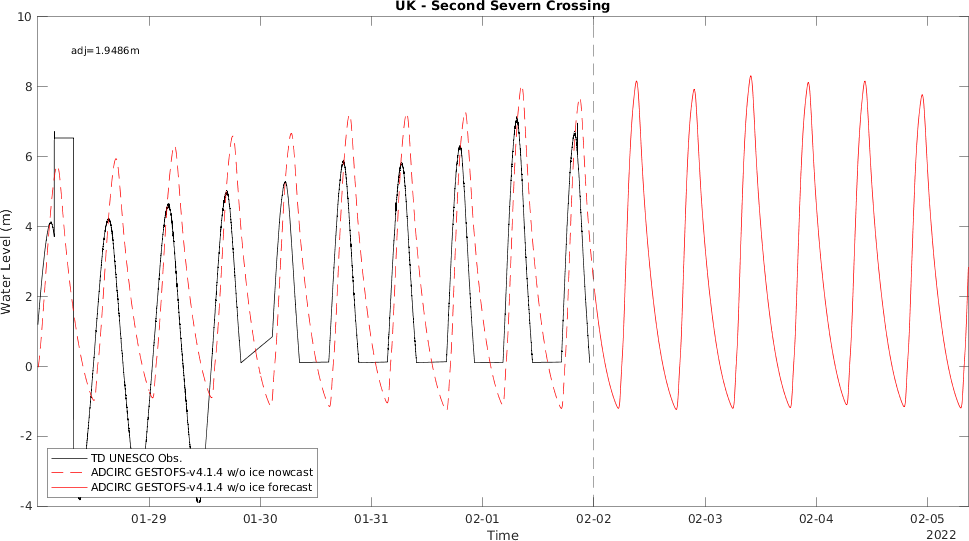 UK - Second Severn Crossing
adj=1.9486m
Water Level (m)
10
8
6
4
2
0
-2
-4
TD UNESCO Obs.
ADCIRC GESTOFS-v4.1.4 w/o ice nowcast
ADCIRC GESTOFS-v4.1.4 w/o ice forecast
01-29 01-30 01-31 02-01 02-02 02-03 02-04 02-05
Time
2022